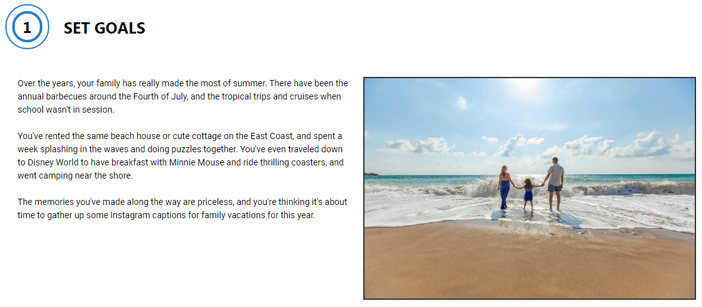 1
SET GOALS
Over the years, your family has really made the most of summer. There have been the
annual barbecues around the Fourth of July, and the tropical trips and cruises when
school wasn't in session.
You've rented the same beach house or cute cottage on the East Coast, and spent a
week splashing in the waves and doing puzzles together. You've even traveled down
to Disney World to have breakfast with Minnie Mouse and ride thrilling coasters, and
went camping near the shore.
The memories you've made along the way are priceless, and you're thinking it's about
time to gather up some Instagram captions for family vacations for this year.